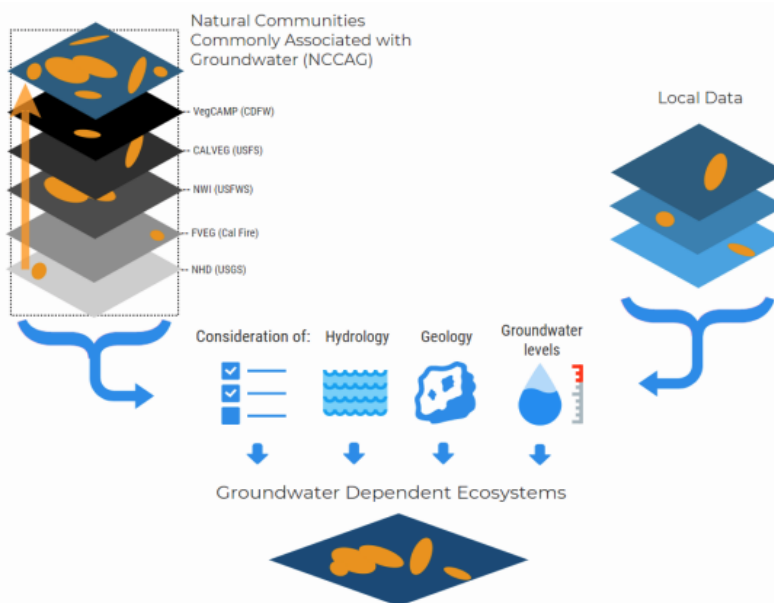 Natural Communities
Commonly Associated with
Groundwater (NCCAG)
VegCAMP (CDFW)
CALVEG (USFS)
NWI (USFWS)
FVEG (Cal Fire)
NHD (USGS)
Local Data
Consideration of:
Hydrology
Geology
Groundwater
levels
Groundwater Dependent Ecosystems